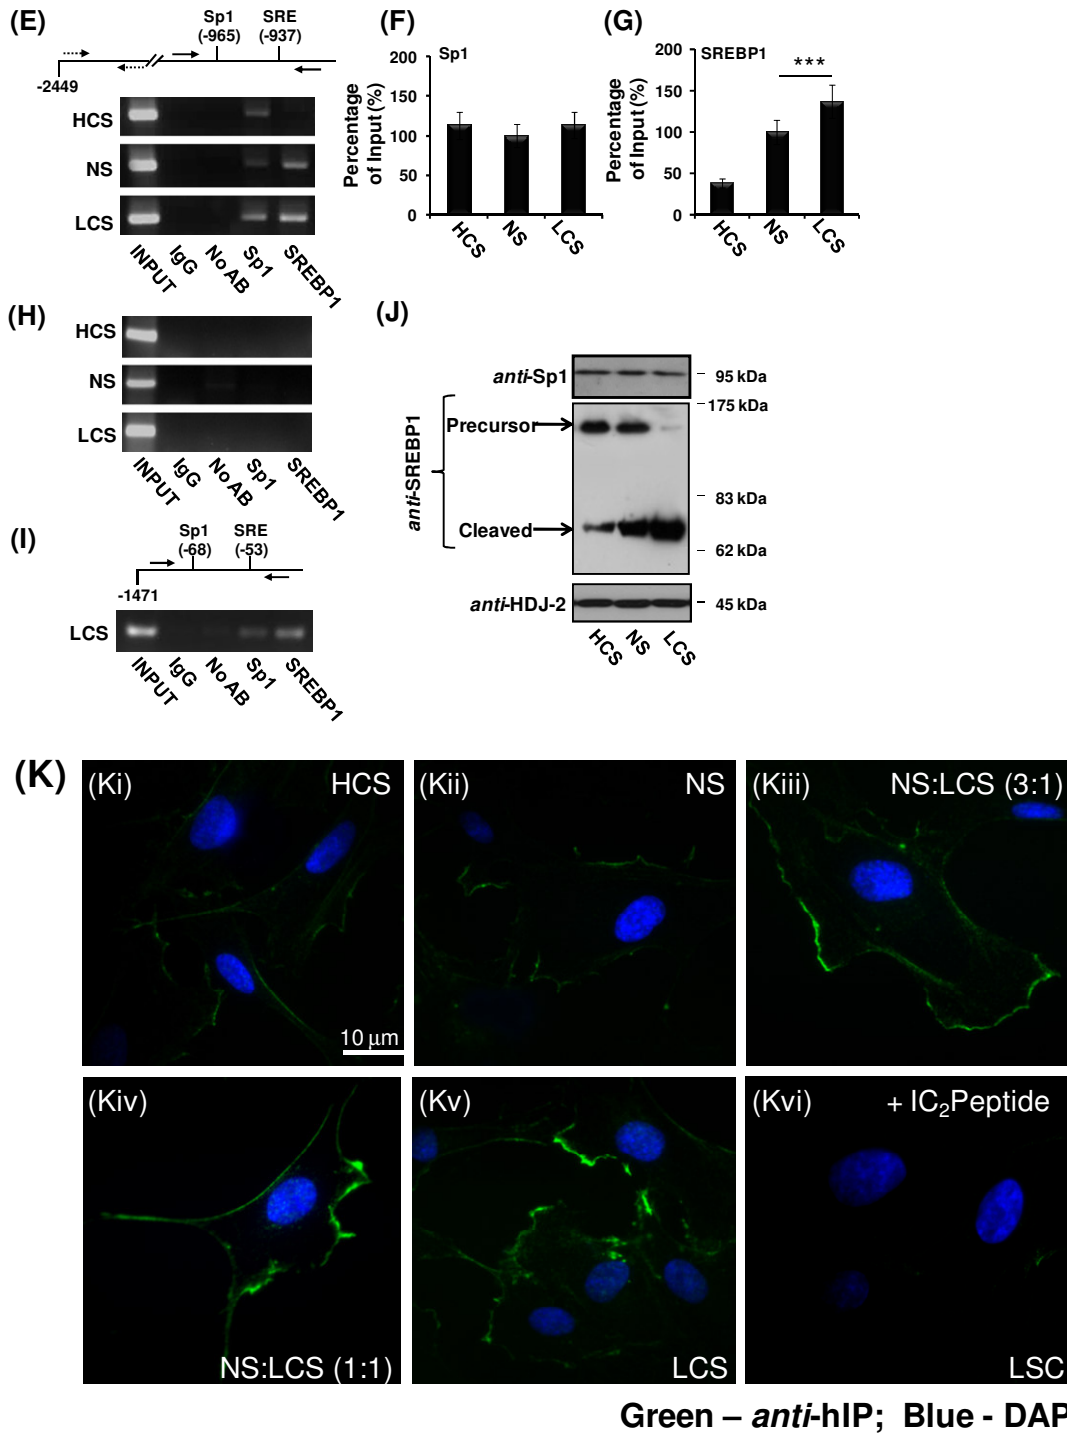 (E)
Sp1
(-965)
SRE
(-937)
-2449
HCS
NS
LCS
INPUT
IgG
No AB
Sp1
SREBP1
(F)
Sp1
Percentage
of Input (%)
200
150
100
50
0
HCS
NS
LCS
(G)
SREBP1
***
Percentage
of Input (%)
200
150
100
50
0
HCS
NS
LCS
(H)
HCS
NS
LCS
INPUT
IgG
No AB
Sp1
SREBP1
(I)
Sp1
(-68)
SRE
(-53)
-1471
LCS
INPUT
IgG
No AB
Sp1
SREBP1
(J)
anti-Sp1
95 kDa
175 kDa
anti-SREBP1
Precursor
83 kDa
Cleaved
62 kDa
anti-HDJ-2
45 kDa
HCS
NS
LCS
(K)
(Ki)
HCS
10 µm
(Kii)
NS
(Kiii)
NS:LCS (3:1)
(Kiv)
NS:LCS (1:1)
(Kv)
LCS
(Kvi)
+ IC₂Peptide
LSC
Green – anti-hIP; Blue - DAP